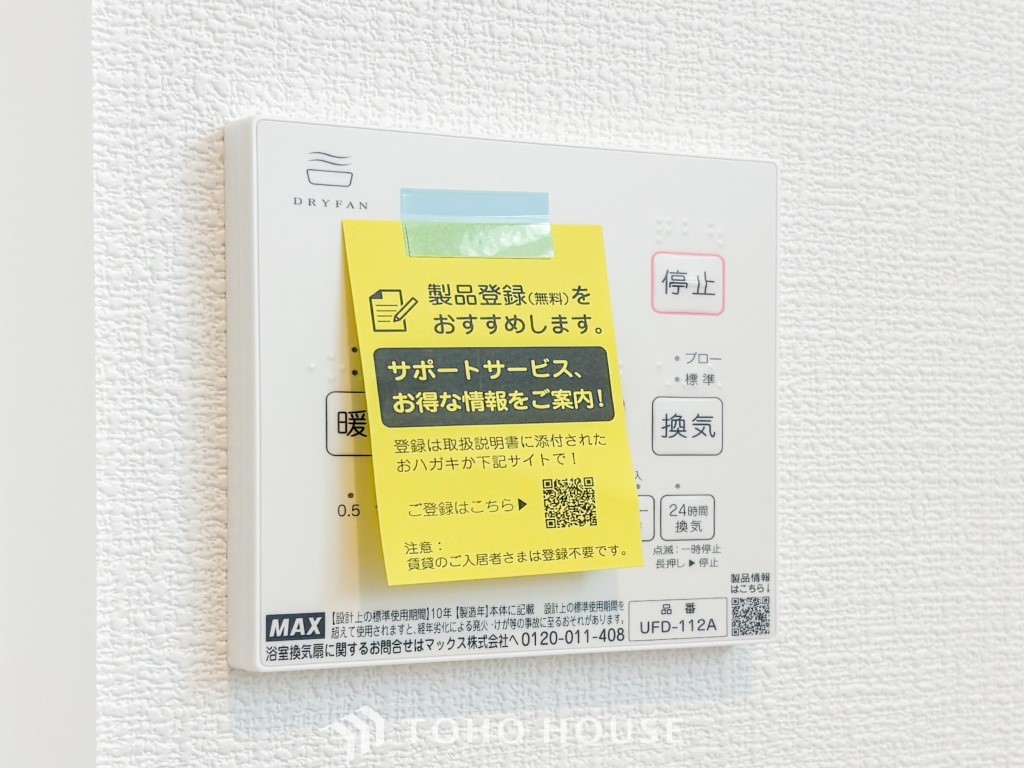 DRYFAN
製品登録(無料)を
おすすめします。
サポートサービス、
お得な情報をご案内!
登録は取扱説明書に添付された
おハガキか下記サイトで!
ご登録はこちら▶
注意:
賃貸のご入居者さまは登録不要です。
停止
ブロー
標準
暖
換気
0.5
入
24時間
換気
点滅:一時停止
長押し▶停止
製品情報
はこちら↓
MAX
【設計上の標準使用期間】10年【製造年】本体に記載 設計上の標準使用期間を
超えて使用されますと、経年劣化による発火・けが等の事故に至るおそれがあります。
浴室換気扇に関するお問合せはマックス株式会社へ 0120-011-408
品番
UFD-112A
TOHO HOUSE